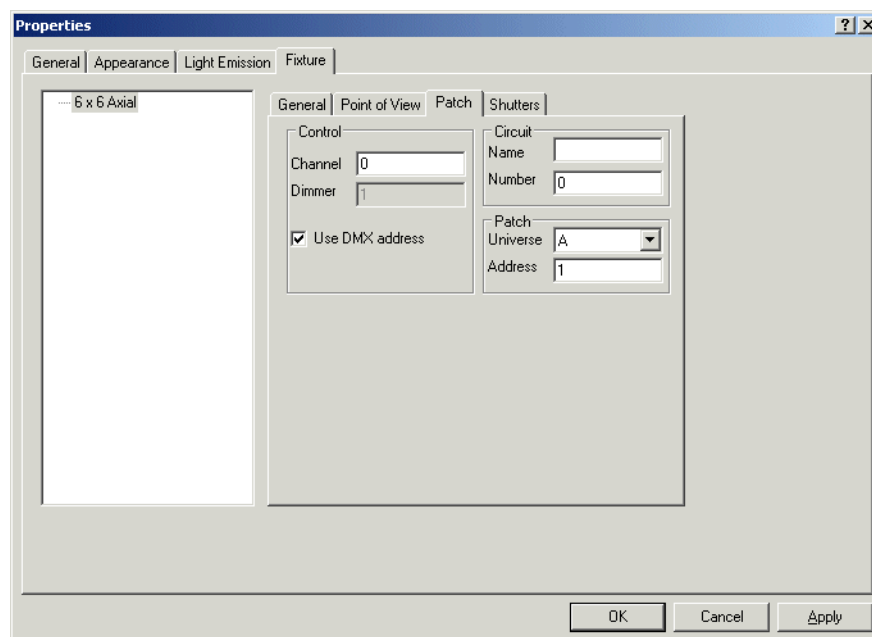 Properties
General Appearance Light Emission Fixture
6 x 6 Axial
General Point of View Patch Shutters
Control
Channel 0
Dimmer 1
Use DMX address
Circuit
Name
Number 0
Patch
Universe A
Address 1
OK Cancel Apply